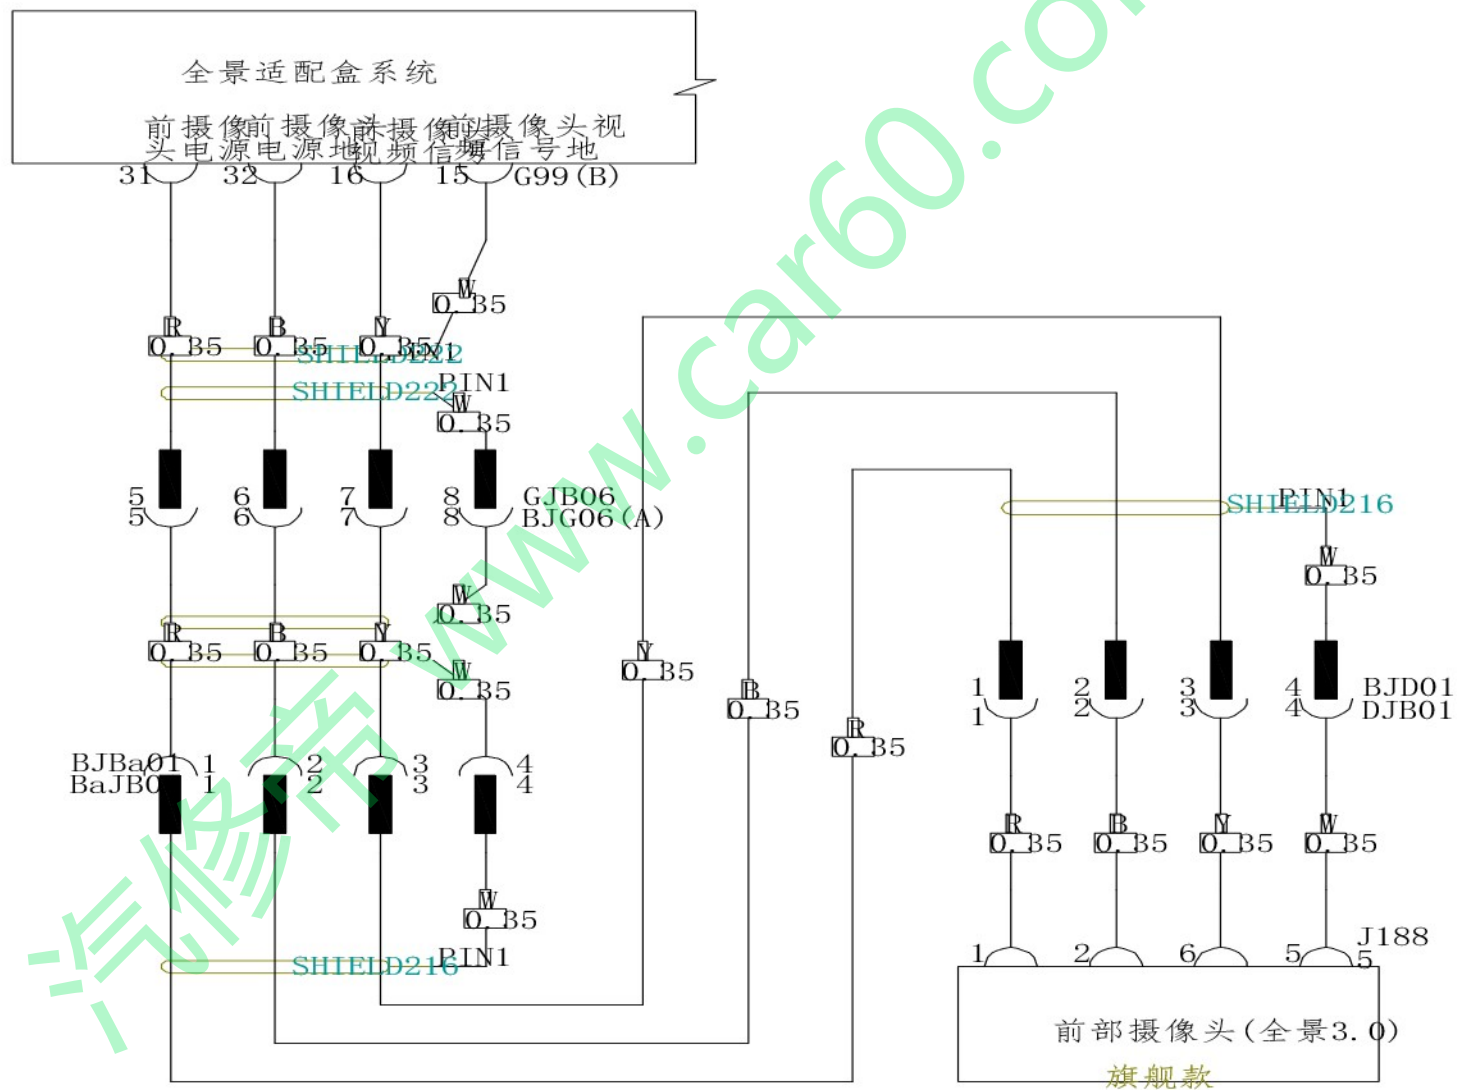 全景适配盒系统
前摄像 前摄像头 前摄像头 前摄像头视
头电源 电源地 视频信号 频信号地
31 32 16 15 G99(B)
W
0.35
R B Y
0.35 0.35 0.35 PIN1
SHIELD222
SHIELD222 PIN1
W
0.35
5 6 7 8 GJB06
5 6 7 8 BJG06(A)
SHIELD216 PIN1
W
0.35
W
0.35
R B Y
0.35 0.35 0.35
W
0.35
Y
0.35
B
0.35
R
0.35
1 2 3 4 BJD01
1 2 3 4 DJB01
BJBa01 1 2 3 4
BaJB0 1 2 3 4
R B Y W
0.35 0.35 0.35 0.35
W
0.35
SHIELD216 PIN1
J188
1 2 6 5 5
前部摄像头(全景3.0)
旗舰款
汽修帝 www.car60.co